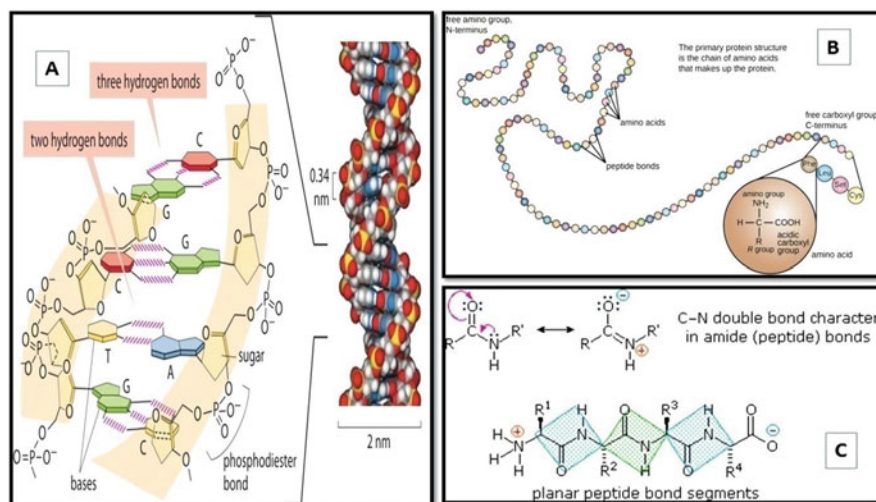 A
three hydrogen bonds
two hydrogen bonds
C
G
G
C
T
A
sugar
G
C
bases
phosphodiester
bond
0.34
nm
2 nm
B
free amino group,
N-terminus
The primary protein structure
is the chain of amino acids
that makes up the protein.
amino acids
peptide bonds
free carboxyl group
C-terminus
Phe
Leu
Ser
Cys
amino group
NH₂
H–C–COOH
R
acidic
carboxyl
group
R group
amino acid
C–N double bond character
in amide (peptide) bonds
R
N
R'
H
R
N
R'
H
R¹
H
O
R³
H
O
H₃N
N
N
N
O
O
R²
H
O
R⁴
planar peptide bond segments
C